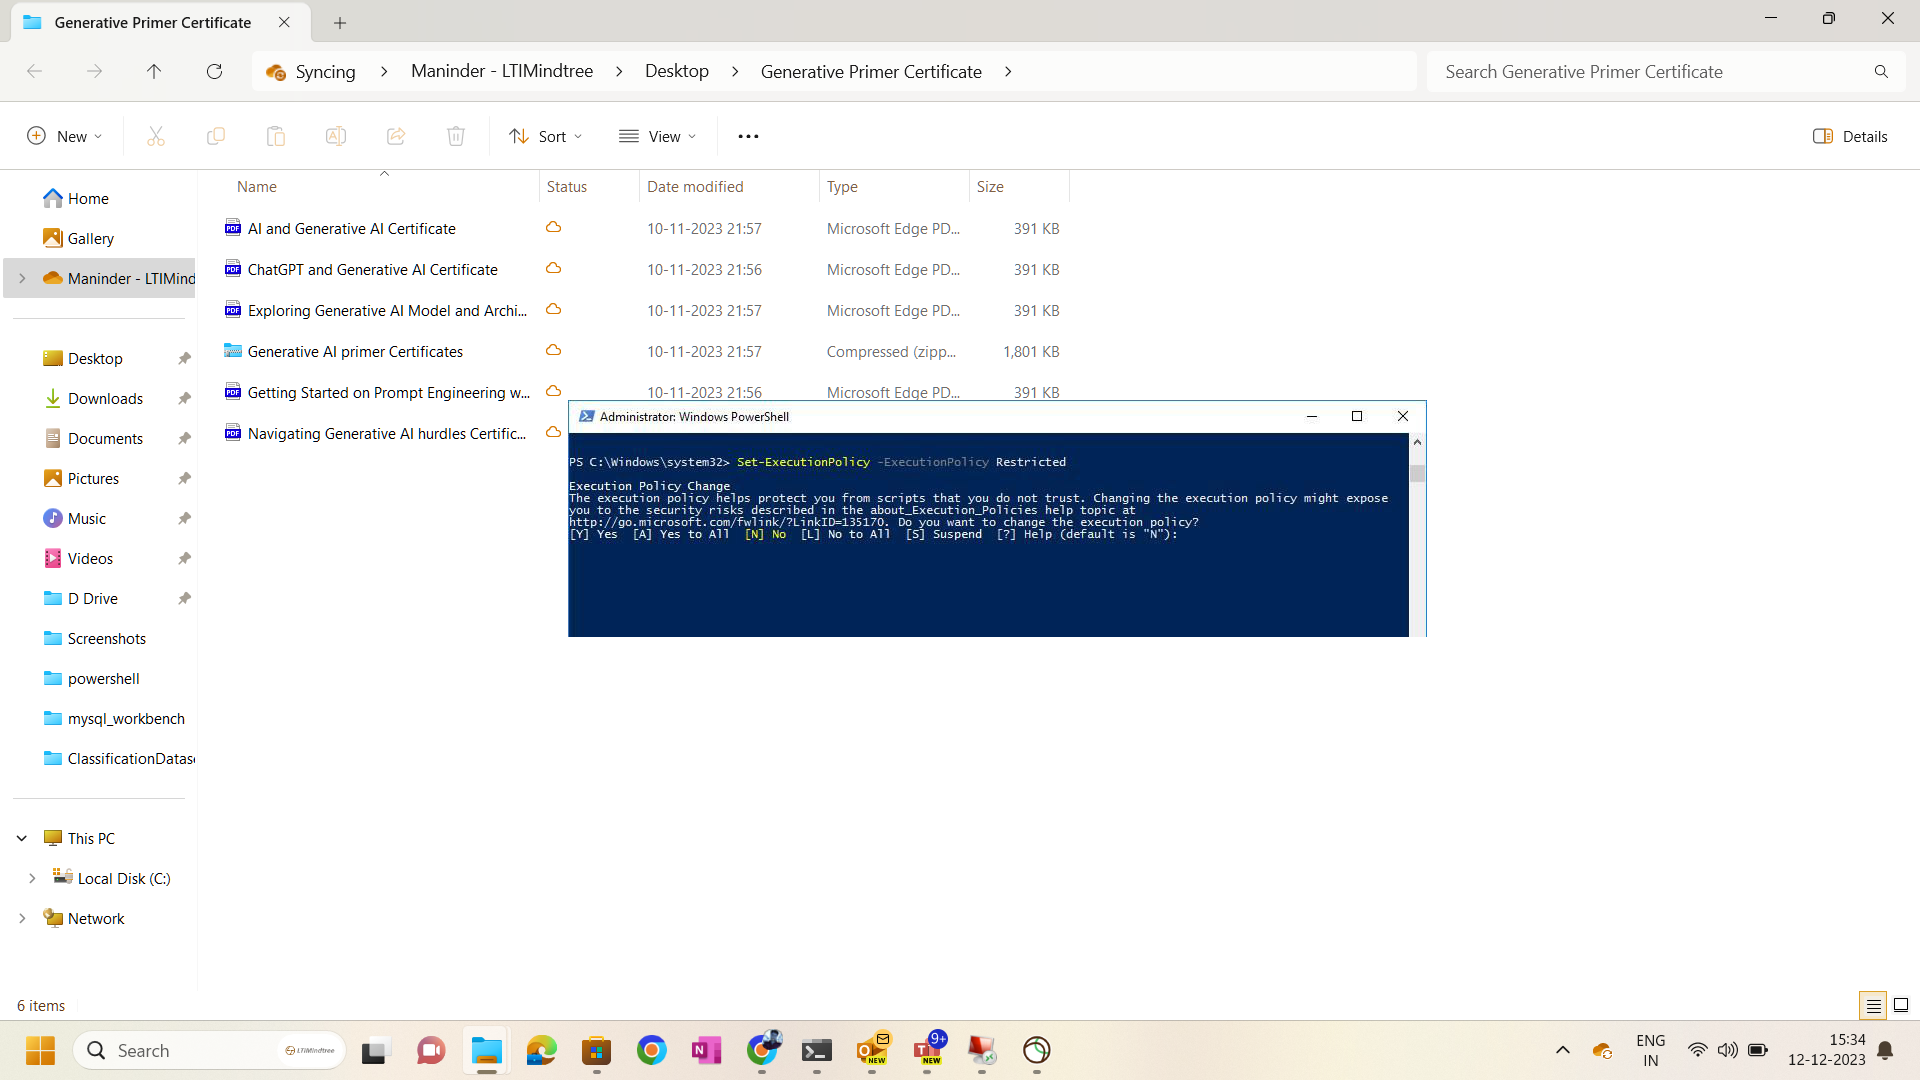 Generative Primer Certificate
Syncing
Maninder - LTIMindtree
Desktop
Generative Primer Certificate
Search Generative Primer Certificate
New
Sort
View
Details
Name
Status
Date modified
Type
Size
AI and Generative AI Certificate
10-11-2023 21:57
Microsoft Edge PD...
391 KB
ChatGPT and Generative AI Certificate
10-11-2023 21:56
Microsoft Edge PD...
391 KB
Exploring Generative AI Model and Archi...
10-11-2023 21:57
Microsoft Edge PD...
391 KB
Generative AI primer Certificates
10-11-2023 21:57
Compressed (zipp...
1,801 KB
Getting Started on Prompt Engineering w...
10-11-2023 21:56
Microsoft Edge PD...
391 KB
Navigating Generative AI hurdles Certific...
Home
Gallery
Maninder - LTIMind
Desktop
Downloads
Documents
Pictures
Music
Videos
D Drive
Screenshots
powershell
mysql_workbench
ClassificationDatas
This PC
Local Disk (C:)
Network
Administrator: Windows PowerShell
PS C:\Windows\system32> Set-ExecutionPolicy -ExecutionPolicy Restricted
Execution Policy Change
The execution policy helps protect you from scripts that you do not trust. Changing the execution policy might expose
you to the security risks described in the about_Execution_Policies help topic at
http://go.microsoft.com/fwlink/?LinkID=135170. Do you want to change the execution policy?
[Y] Yes  [A] Yes to All  [N] No  [L] No to All  [S] Suspend  [?] Help (default is "N"):
6 items
Search
LTIMindtree
NEW
9+
NEW
ENG
IN
15:34
12-12-2023